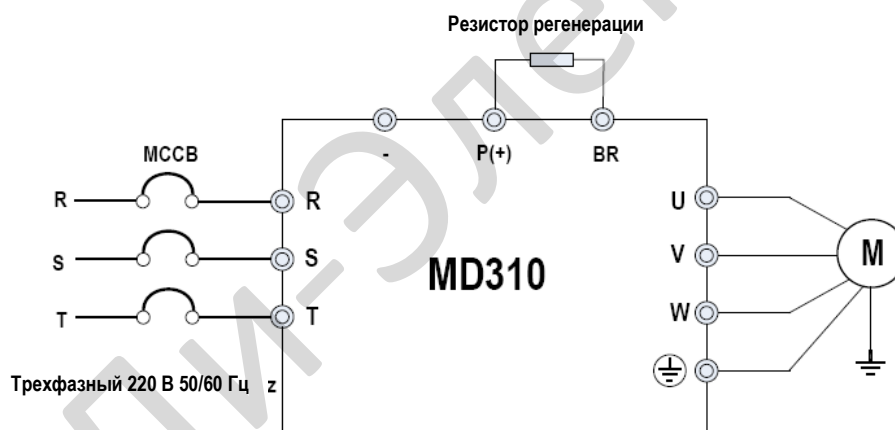 Резистор регенерации
- P(+) BR
MCCB
R R U
S S MD310 V M
T T W
Трехфазный 220 В 50/60 Гц z